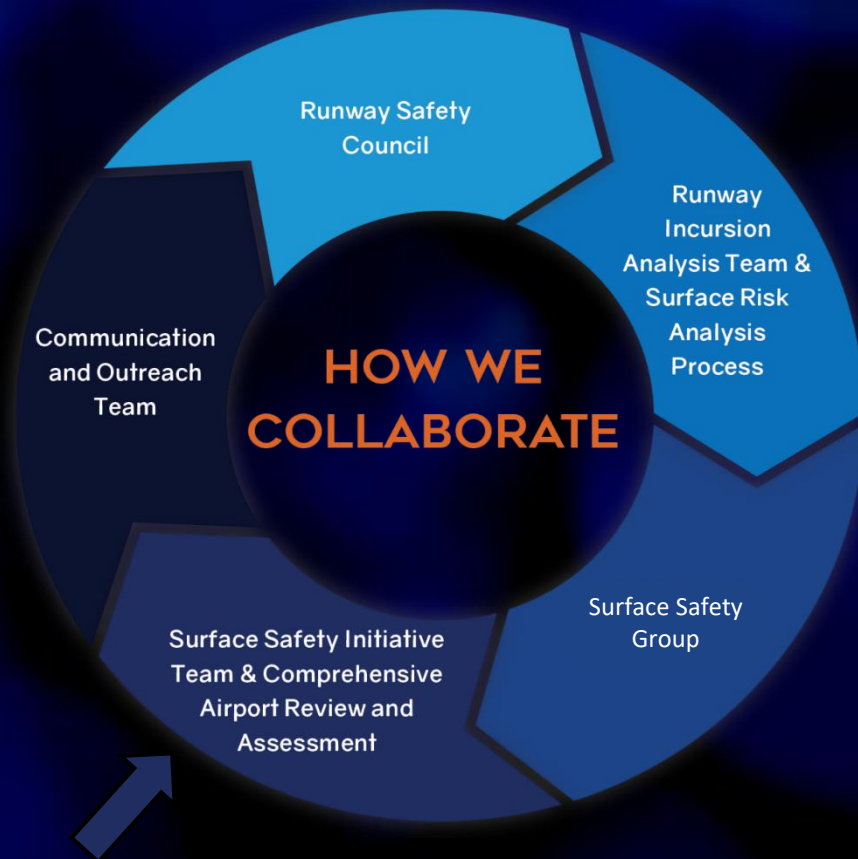 Runway Safety
Council
Runway
Incursion
Analysis Team &
Surface Risk
Analysis
Process
Surface Safety
Group
Surface Safety Initiative
Team & Comprehensive
Airport Review and
Assessment
Communication
and Outreach
Team
HOW WE
COLLABORATE